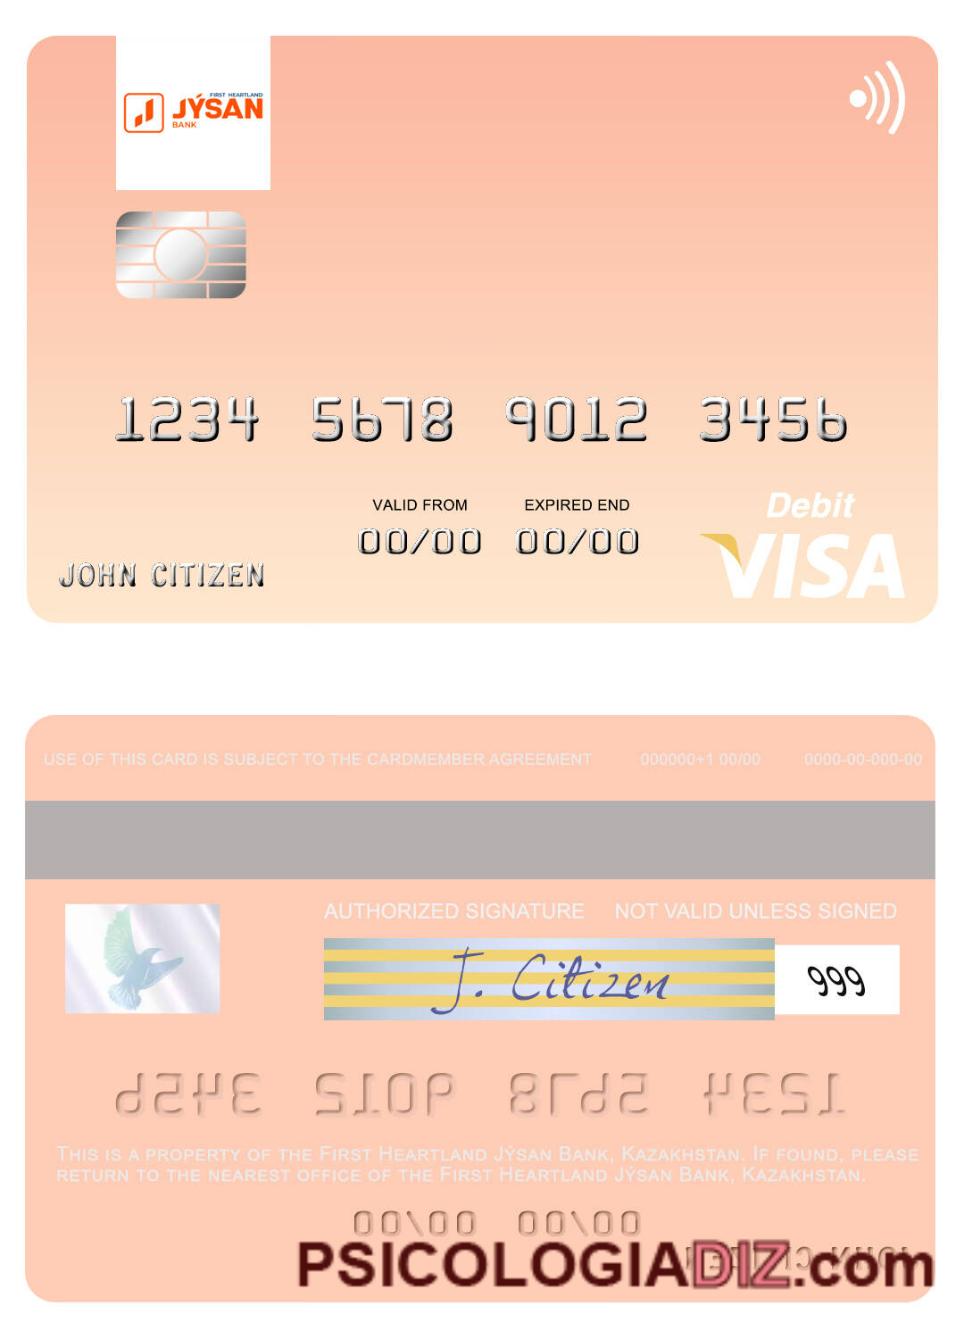 FIRST HEARTLAND
JÝSAN
BANK
1234 5678 9012 3456
VALID FROM EXPIRED END
00/00 00/00
Debit
VISA
JOHN CITIZEN
USE OF THIS CARD IS SUBJECT TO THE CARDMEMBER AGREEMENT 000000+1 00/00 0000-00-000-00
AUTHORIZED SIGNATURE NOT VALID UNLESS SIGNED
J. Citizen 999
1234 5678 9012 3456
THIS IS A PROPERTY OF THE FIRST HEARTLAND JÝSAN BANK, KAZAKHSTAN. IF FOUND, PLEASE
RETURN TO THE NEAREST OFFICE OF THE FIRST HEARTLAND JÝSAN BANK, KAZAKHSTAN.
00/00 00/00
PSICOLOGIADIZ.com